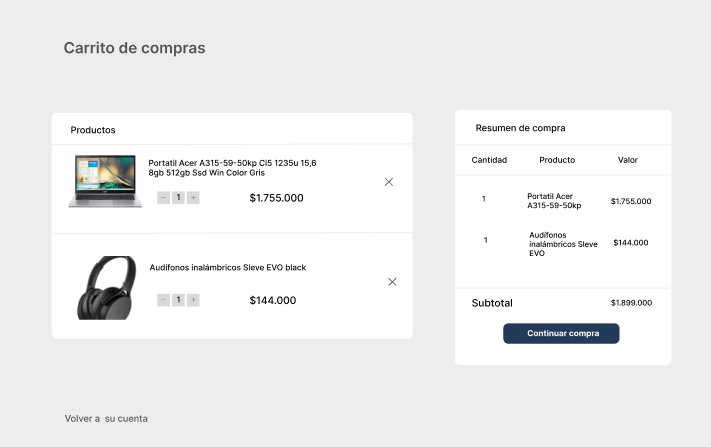 Carrito de compras
Productos
Portatil Acer A315-59-50kp Ci5 1235u 15,6
8gb 512gb Ssd Win Color Gris
− 1 +
$1.755.000
Audífonos inalámbricos Sleve EVO black
− 1 +
$144.000
Resumen de compra
Cantidad Producto Valor
1 Portatil Acer $1.755.000
A315-59-50kp
1 Audífonos $144.000
inalámbricos Sleve
EVO
Subtotal $1.899.000
Continuar compra
Volver a  su cuenta